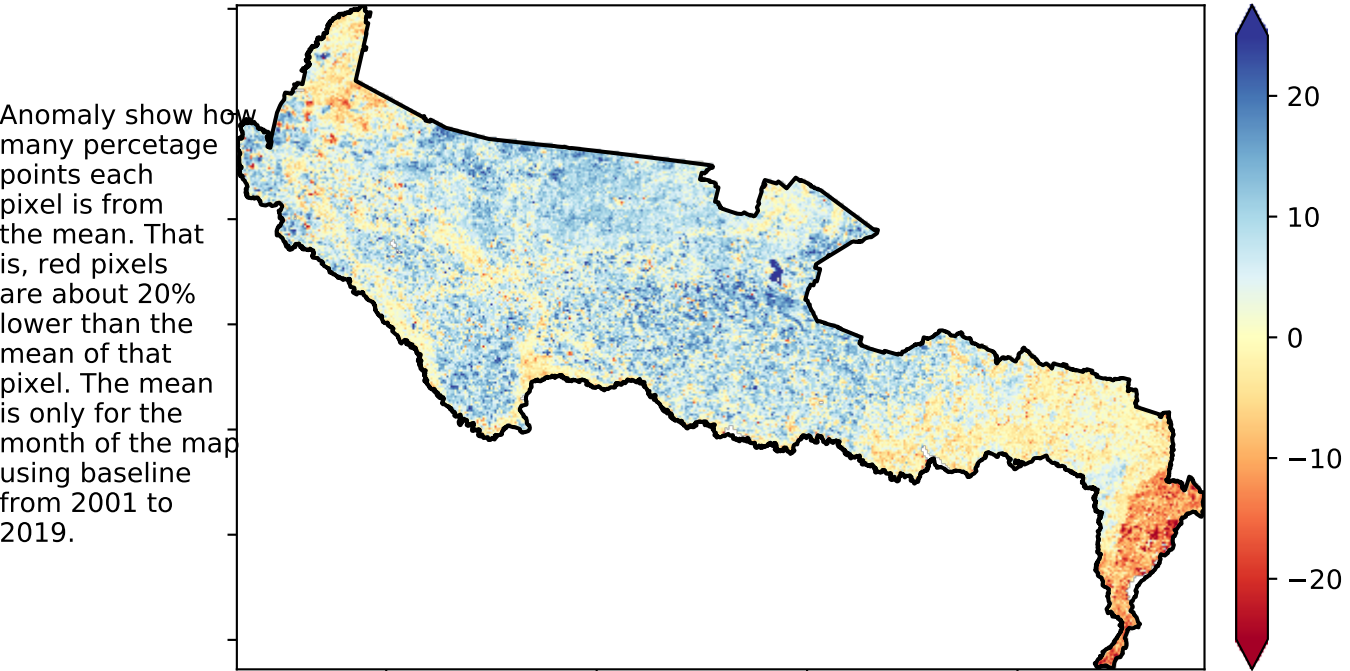 Anomaly show how
many percetage
points each
pixel is from
the mean. That
is, red pixels
are about 20%
lower than the
mean of that
pixel. The mean
is only for the
month of the map
using baseline
from 2001 to
2019.
20
10
0
−10
−20